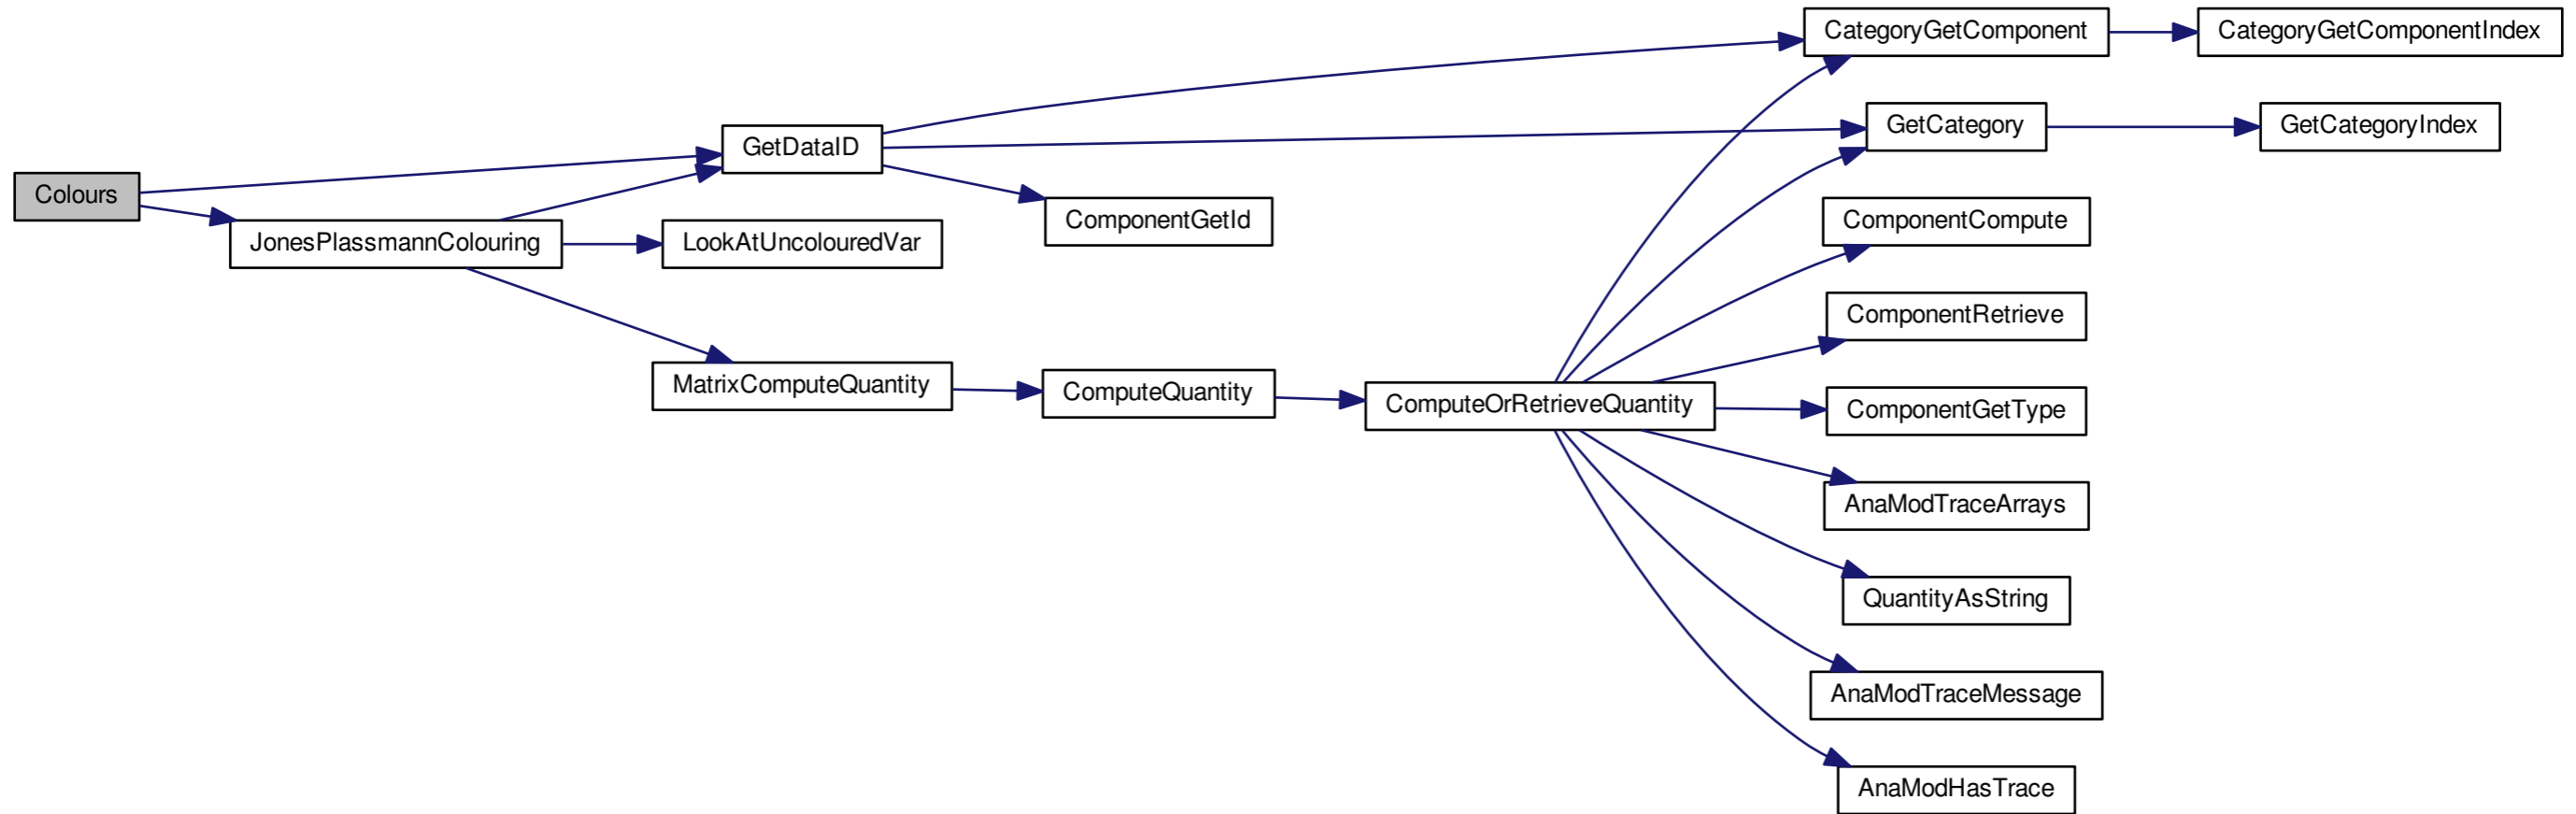 CategoryGetComponent
CategoryGetComponentIndex
GetCategory
GetCategoryIndex
GetDataID
Colours
ComponentGetId
ComponentCompute
JonesPlassmannColouring
LookAtUncolouredVar
ComponentRetrieve
MatrixComputeQuantity
ComputeQuantity
ComputeOrRetrieveQuantity
ComponentGetType
AnaModTraceArrays
QuantityAsString
AnaModTraceMessage
AnaModHasTrace